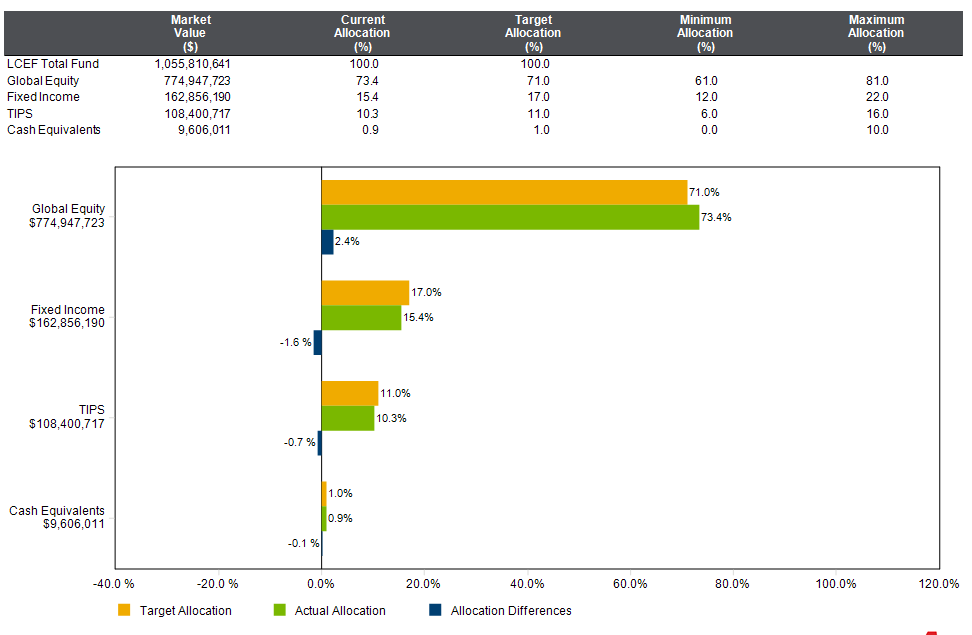 Market Current Target Minimum Maximum
Value Allocation Allocation Allocation Allocation
($) (%) (%) (%) (%)
LCEF Total Fund 1,055,810,641 100.0 100.0
Global Equity 774,947,723 73.4 71.0 61.0 81.0
Fixed Income 162,856,190 15.4 17.0 12.0 22.0
TIPS 108,400,717 10.3 11.0 6.0 16.0
Cash Equivalents 9,606,011 0.9 1.0 0.0 10.0
71.0%
Global Equity
$774,947,723
73.4%
2.4%
17.0%
Fixed Income
$162,856,190
15.4%
-1.6 %
11.0%
TIPS
$108,400,717
10.3%
-0.7 %
1.0%
Cash Equivalents
$9,606,011
0.9%
-0.1 %
-40.0 % -20.0 % 0.0% 20.0% 40.0% 60.0% 80.0% 100.0% 120.0%
Target Allocation Actual Allocation Allocation Differences